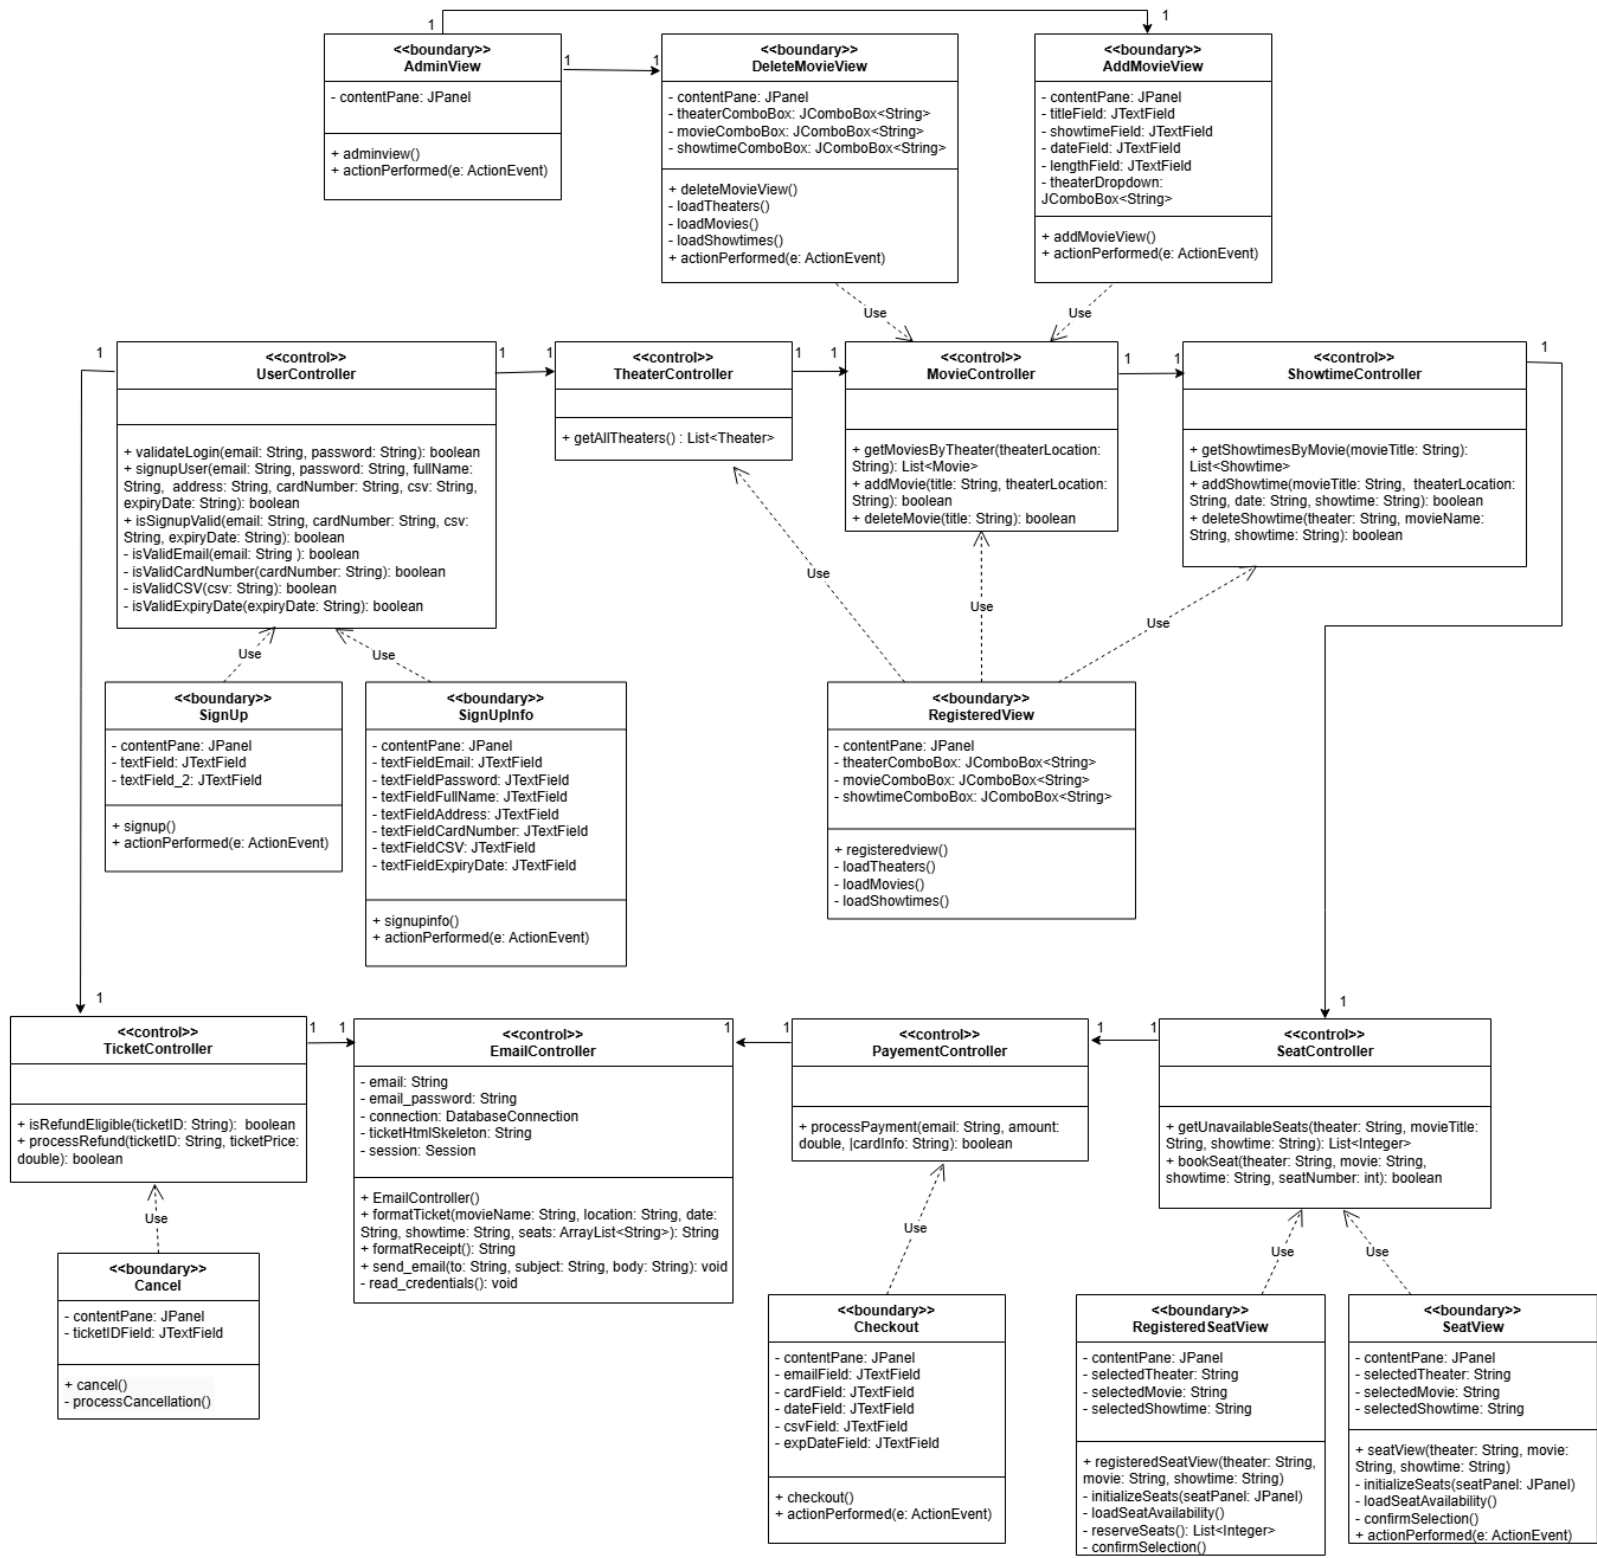 1
1
<<boundary>>
AdminView
- contentPane: JPanel
+ adminview()
+ actionPerformed(e: ActionEvent)
1
1
<<boundary>>
DeleteMovieView
- contentPane: JPanel
- theaterComboBox: JComboBox<String>
- movieComboBox: JComboBox<String>
- showtimeComboBox: JComboBox<String>
+ deleteMovieView()
- loadTheaters()
- loadMovies()
- loadShowtimes()
+ actionPerformed(e: ActionEvent)
<<boundary>>
AddMovieView
- contentPane: JPanel
- titleField: JTextField
- showtimeField: JTextField
- dateField: JTextField
- lengthField: JTextField
- theaterDropdown:
JComboBox<String>
+ addMovieView()
+ actionPerformed(e: ActionEvent)
Use
Use
1
<<control>>
UserController
+ validateLogin(email: String, password: String): boolean
+ signupUser(email: String, password: String, fullName:
String,  address: String, cardNumber: String, csv: String,
expiryDate: String): boolean
+ isSignupValid(email: String, cardNumber: String, csv:
String, expiryDate: String): boolean
- isValidEmail(email: String ): boolean
- isValidCardNumber(cardNumber: String): boolean
- isValidCSV(csv: String): boolean
- isValidExpiryDate(expiryDate: String): boolean
1
1
<<control>>
TheaterController
+ getAllTheaters() : List<Theater>
1
1
<<control>>
MovieController
+ getMoviesByTheater(theaterLocation:
String): List<Movie>
+ addMovie(title: String, theaterLocation:
String): boolean
+ deleteMovie(title: String): boolean
1
1
<<control>>
ShowtimeController
+ getShowtimesByMovie(movieTitle: String):
List<Showtime>
+ addShowtime(movieTitle: String,  theaterLocation:
String, date: String, showtime: String): boolean
+ deleteShowtime(theater: String, movieName:
String, showtime: String): boolean
1
Use
Use
Use
Use
Use
<<boundary>>
SignUp
- contentPane: JPanel
- textField: JTextField
- textField_2: JTextField
+ signup()
+ actionPerformed(e: ActionEvent)
<<boundary>>
SignUpInfo
- contentPane: JPanel
- textFieldEmail: JTextField
- textFieldPassword: JTextField
- textFieldFullName: JTextField
- textFieldAddress: JTextField
- textFieldCardNumber: JTextField
- textFieldCSV: JTextField
- textFieldExpiryDate: JTextField
+ signupinfo()
+ actionPerformed(e: ActionEvent)
<<boundary>>
RegisteredView
- contentPane: JPanel
- theaterComboBox: JComboBox<String>
- movieComboBox: JComboBox<String>
- showtimeComboBox: JComboBox<String>
+ registeredview()
- loadTheaters()
- loadMovies()
- loadShowtimes()
1
1
<<control>>
TicketController
+ isRefundEligible(ticketID: String):  boolean
+ processRefund(ticketID: String, ticketPrice:
double): boolean
1
1
<<control>>
EmailController
- email: String
- email_password: String
- connection: DatabaseConnection
- ticketHtmlSkeleton: String
- session: Session
+ EmailController()
+ formatTicket(movieName: String, location: String, date:
String, showtime: String, seats: ArrayList<String>): String
+ formatReceipt(): String
+ send_email(to: String, subject: String, body: String): void
- read_credentials(): void
1
1
<<control>>
PayementController
+ processPayment(email: String, amount:
double, |cardInfo: String): boolean
1
1
<<control>>
SeatController
+ getUnavailableSeats(theater: String, movieTitle:
String, showtime: String): List<Integer>
+ bookSeat(theater: String, movie: String,
showtime: String, seatNumber: int): boolean
Use
Use
Use
Use
<<boundary>>
Cancel
- contentPane: JPanel
- ticketIDField: JTextField
+ cancel()
- processCancellation()
<<boundary>>
Checkout
- contentPane: JPanel
- emailField: JTextField
- cardField: JTextField
- dateField: JTextField
- csvField: JTextField
- expDateField: JTextField
+ checkout()
+ actionPerformed(e: ActionEvent)
<<boundary>>
RegisteredSeatView
- contentPane: JPanel
- selectedTheater: String
- selectedMovie: String
- selectedShowtime: String
+ registeredSeatView(theater: String,
movie: String, showtime: String)
- initializeSeats(seatPanel: JPanel)
- loadSeatAvailability()
- reserveSeats(): List<Integer>
- confirmSelection()
<<boundary>>
SeatView
- contentPane: JPanel
- selectedTheater: String
- selectedMovie: String
- selectedShowtime: String
+ seatView(theater: String, movie:
String, showtime: String)
- initializeSeats(seatPanel: JPanel)
- loadSeatAvailability()
- confirmSelection()
+ actionPerformed(e: ActionEvent)